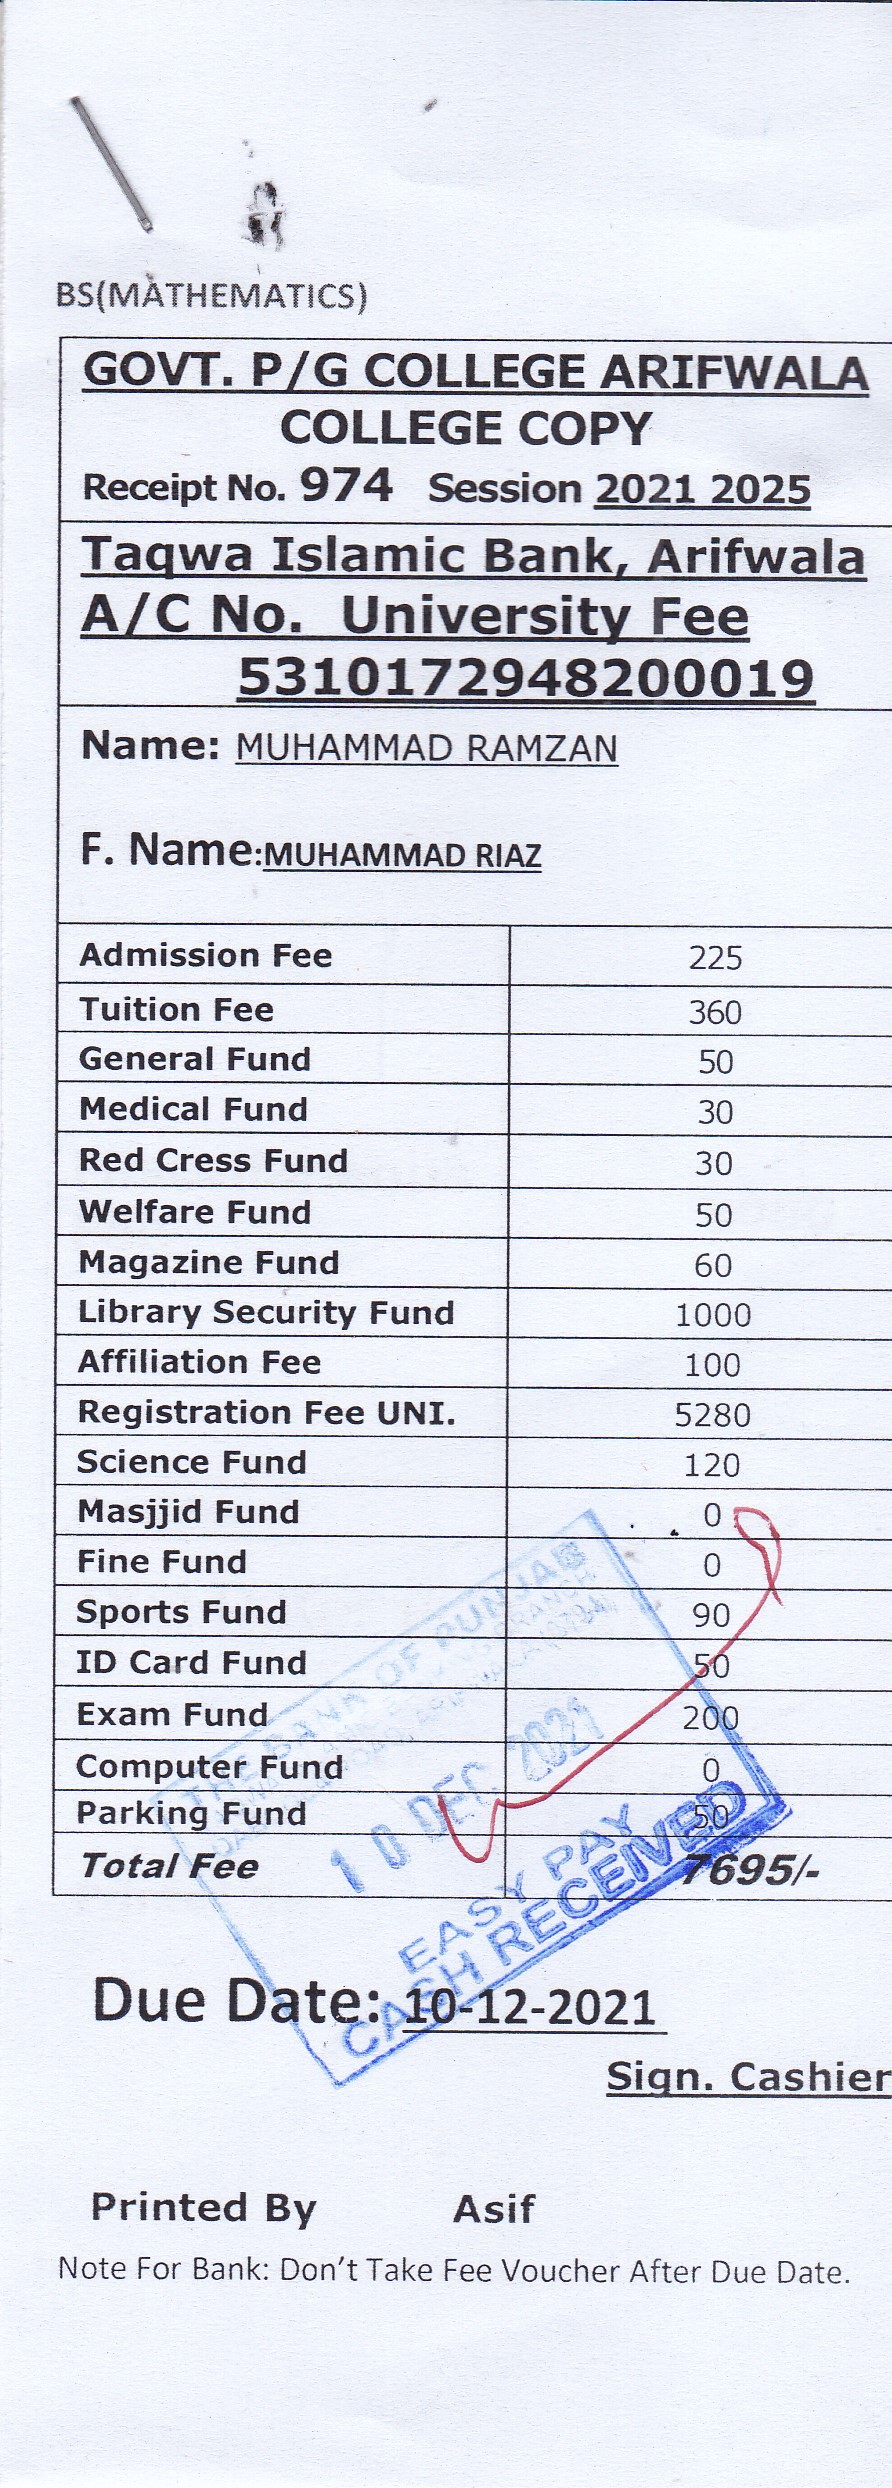 BS(MATHEMATICS)
GOVT. P/G COLLEGE ARIFWALA
COLLEGE COPY
Receipt No. 974 Session 2021 2025
Taqwa Islamic Bank, Arifwala
A/C No. University Fee
5310172948200019
Name: MUHAMMAD RAMZAN
F. Name:MUHAMMAD RIAZ
Admission Fee 225
Tuition Fee 360
General Fund 50
Medical Fund 30
Red Cress Fund 30
Welfare Fund 50
Magazine Fund 60
Library Security Fund 1000
Affiliation Fee 100
Registration Fee UNI. 5280
Science Fund 120
Masjjid Fund 0
Fine Fund 0
Sports Fund 90
ID Card Fund 50
Exam Fund 200
Computer Fund 0
Parking Fund 50
Total Fee 7695/-
THE BANK OF PUNJAB
10 DEC 2021
EASY PAY
CASH RECEIVED
Due Date: 10-12-2021
Sign. Cashier
Printed By Asif
Note For Bank: Don't Take Fee Voucher After Due Date.